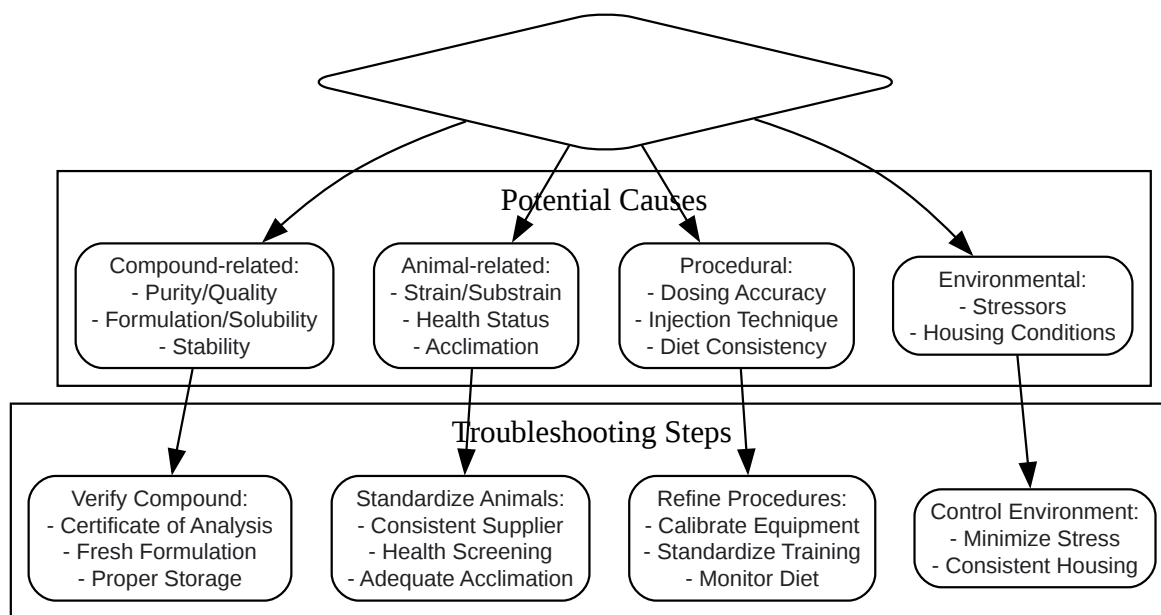 Potential Causes
Compound-related:
- Purity/Quality
- Formulation/Solubility
- Stability
Animal-related:
- Strain/Substrain
- Health Status
- Acclimation
Procedural:
- Dosing Accuracy
- Injection Technique
- Diet Consistency
Environmental:
- Stressors
- Housing Conditions
Troubleshooting Steps
Verify Compound:
- Certificate of Analysis
- Fresh Formulation
- Proper Storage
Standardize Animals:
- Consistent Supplier
- Health Screening
- Adequate Acclimation
Refine Procedures:
- Calibrate Equipment
- Standardize Training
- Monitor Diet
Control Environment:
- Minimize Stress
- Consistent Housing